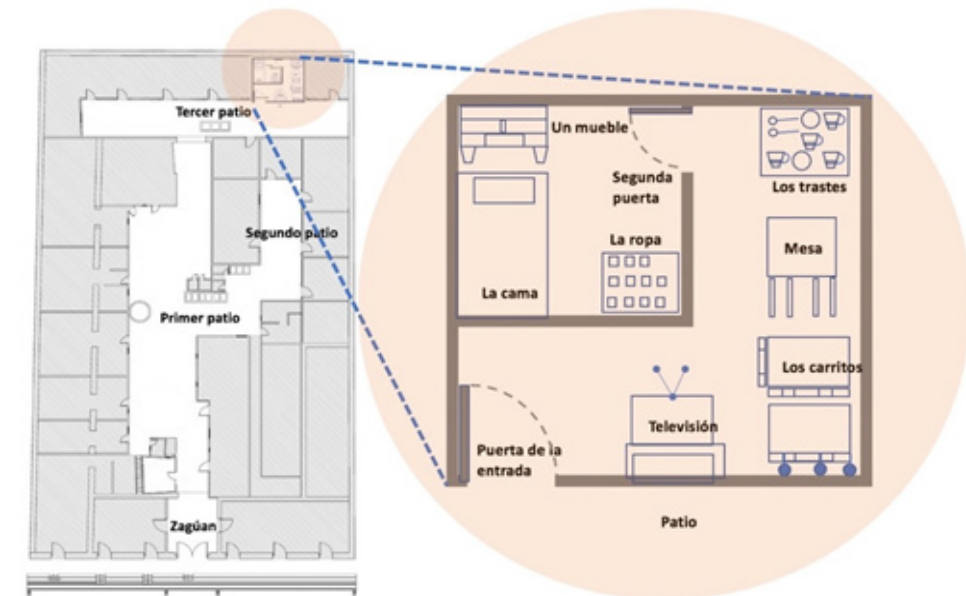 Tercer patio
Segundo patio
Primer patio
Zagúan
Un mueble
Segunda
puerta
Los trastes
La ropa
Mesa
La cama
Los carritos
Televisión
Puerta de la
entrada
Patio